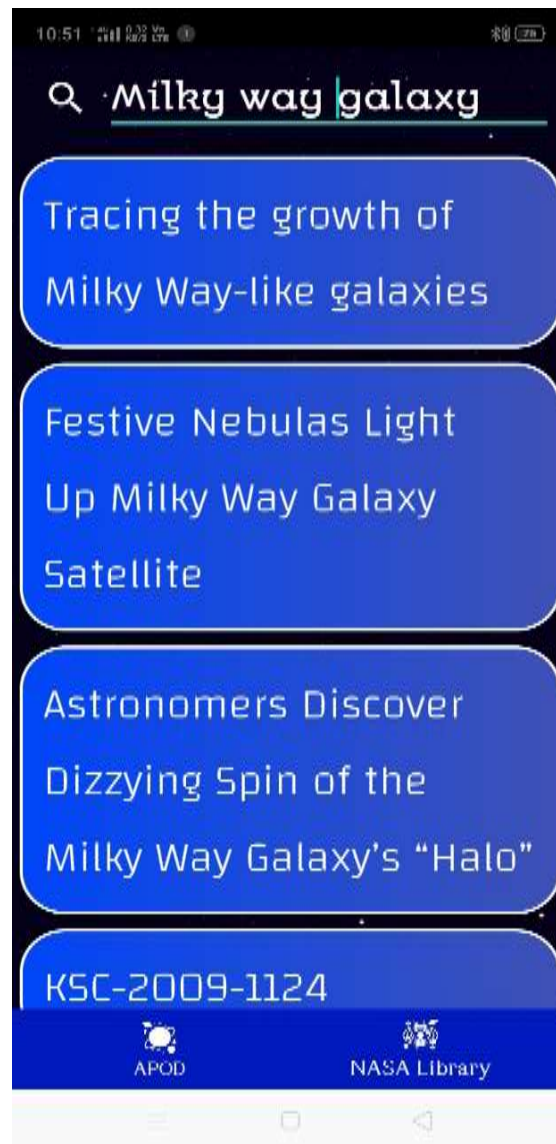 10:51
Milky way galaxy
Tracing the growth of
Milky Way-like galaxies
Festive Nebulas Light
Up Milky Way Galaxy
Satellite
Astronomers Discover
Dizzying Spin of the
Milky Way Galaxy’s “Halo”
KSC-2009-1124
APOD
NASA Library